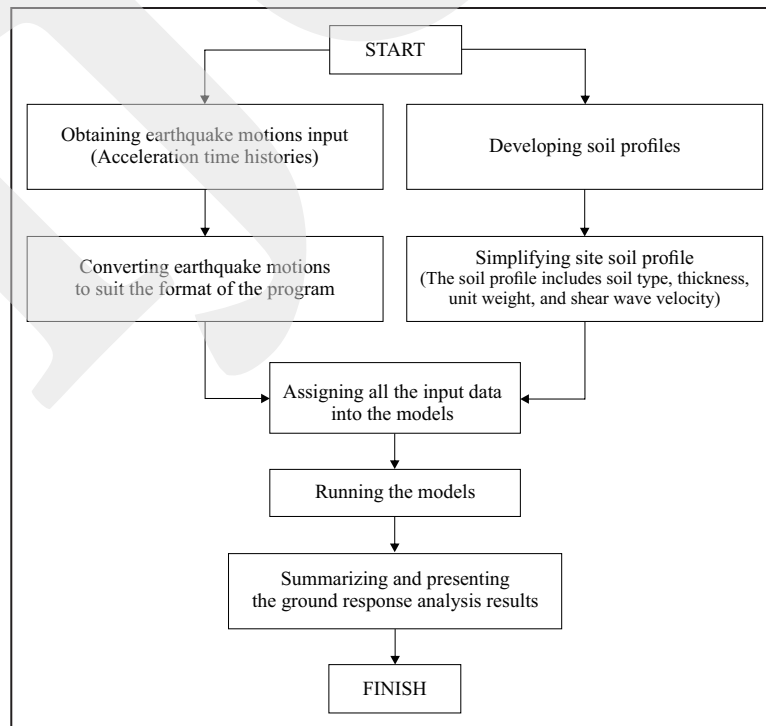 START
Obtaining earthquake motions input
(Acceleration time histories)
Developing soil profiles
Converting earthquake motions
to suit the format of the program
Simplifying site soil profile
(The soil profile includes soil type, thickness,
unit weight, and shear wave velocity)
Assigning all the input data
into the models
Running the models
Summarizing and presenting
the ground response analysis results
FINISH